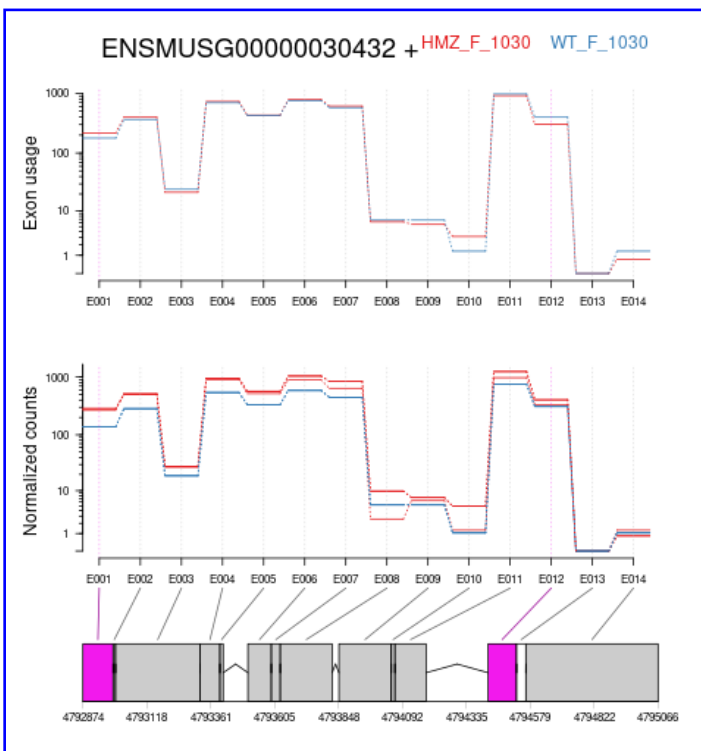 ENSMUSG00000030432 + HMZ_F_1030 WT_F_1030
Exon usage
1000
100
10
1
E001 E002 E003 E004 E005 E006 E007 E008 E009 E010 E011 E012 E013 E014
Normalized counts
1000
100
10
1
E001 E002 E003 E004 E005 E006 E007 E008 E009 E010 E011 E012 E013 E014
4792874 4793118 4793361 4793605 4793848 4794092 4794335 4794579 4794822 4795066